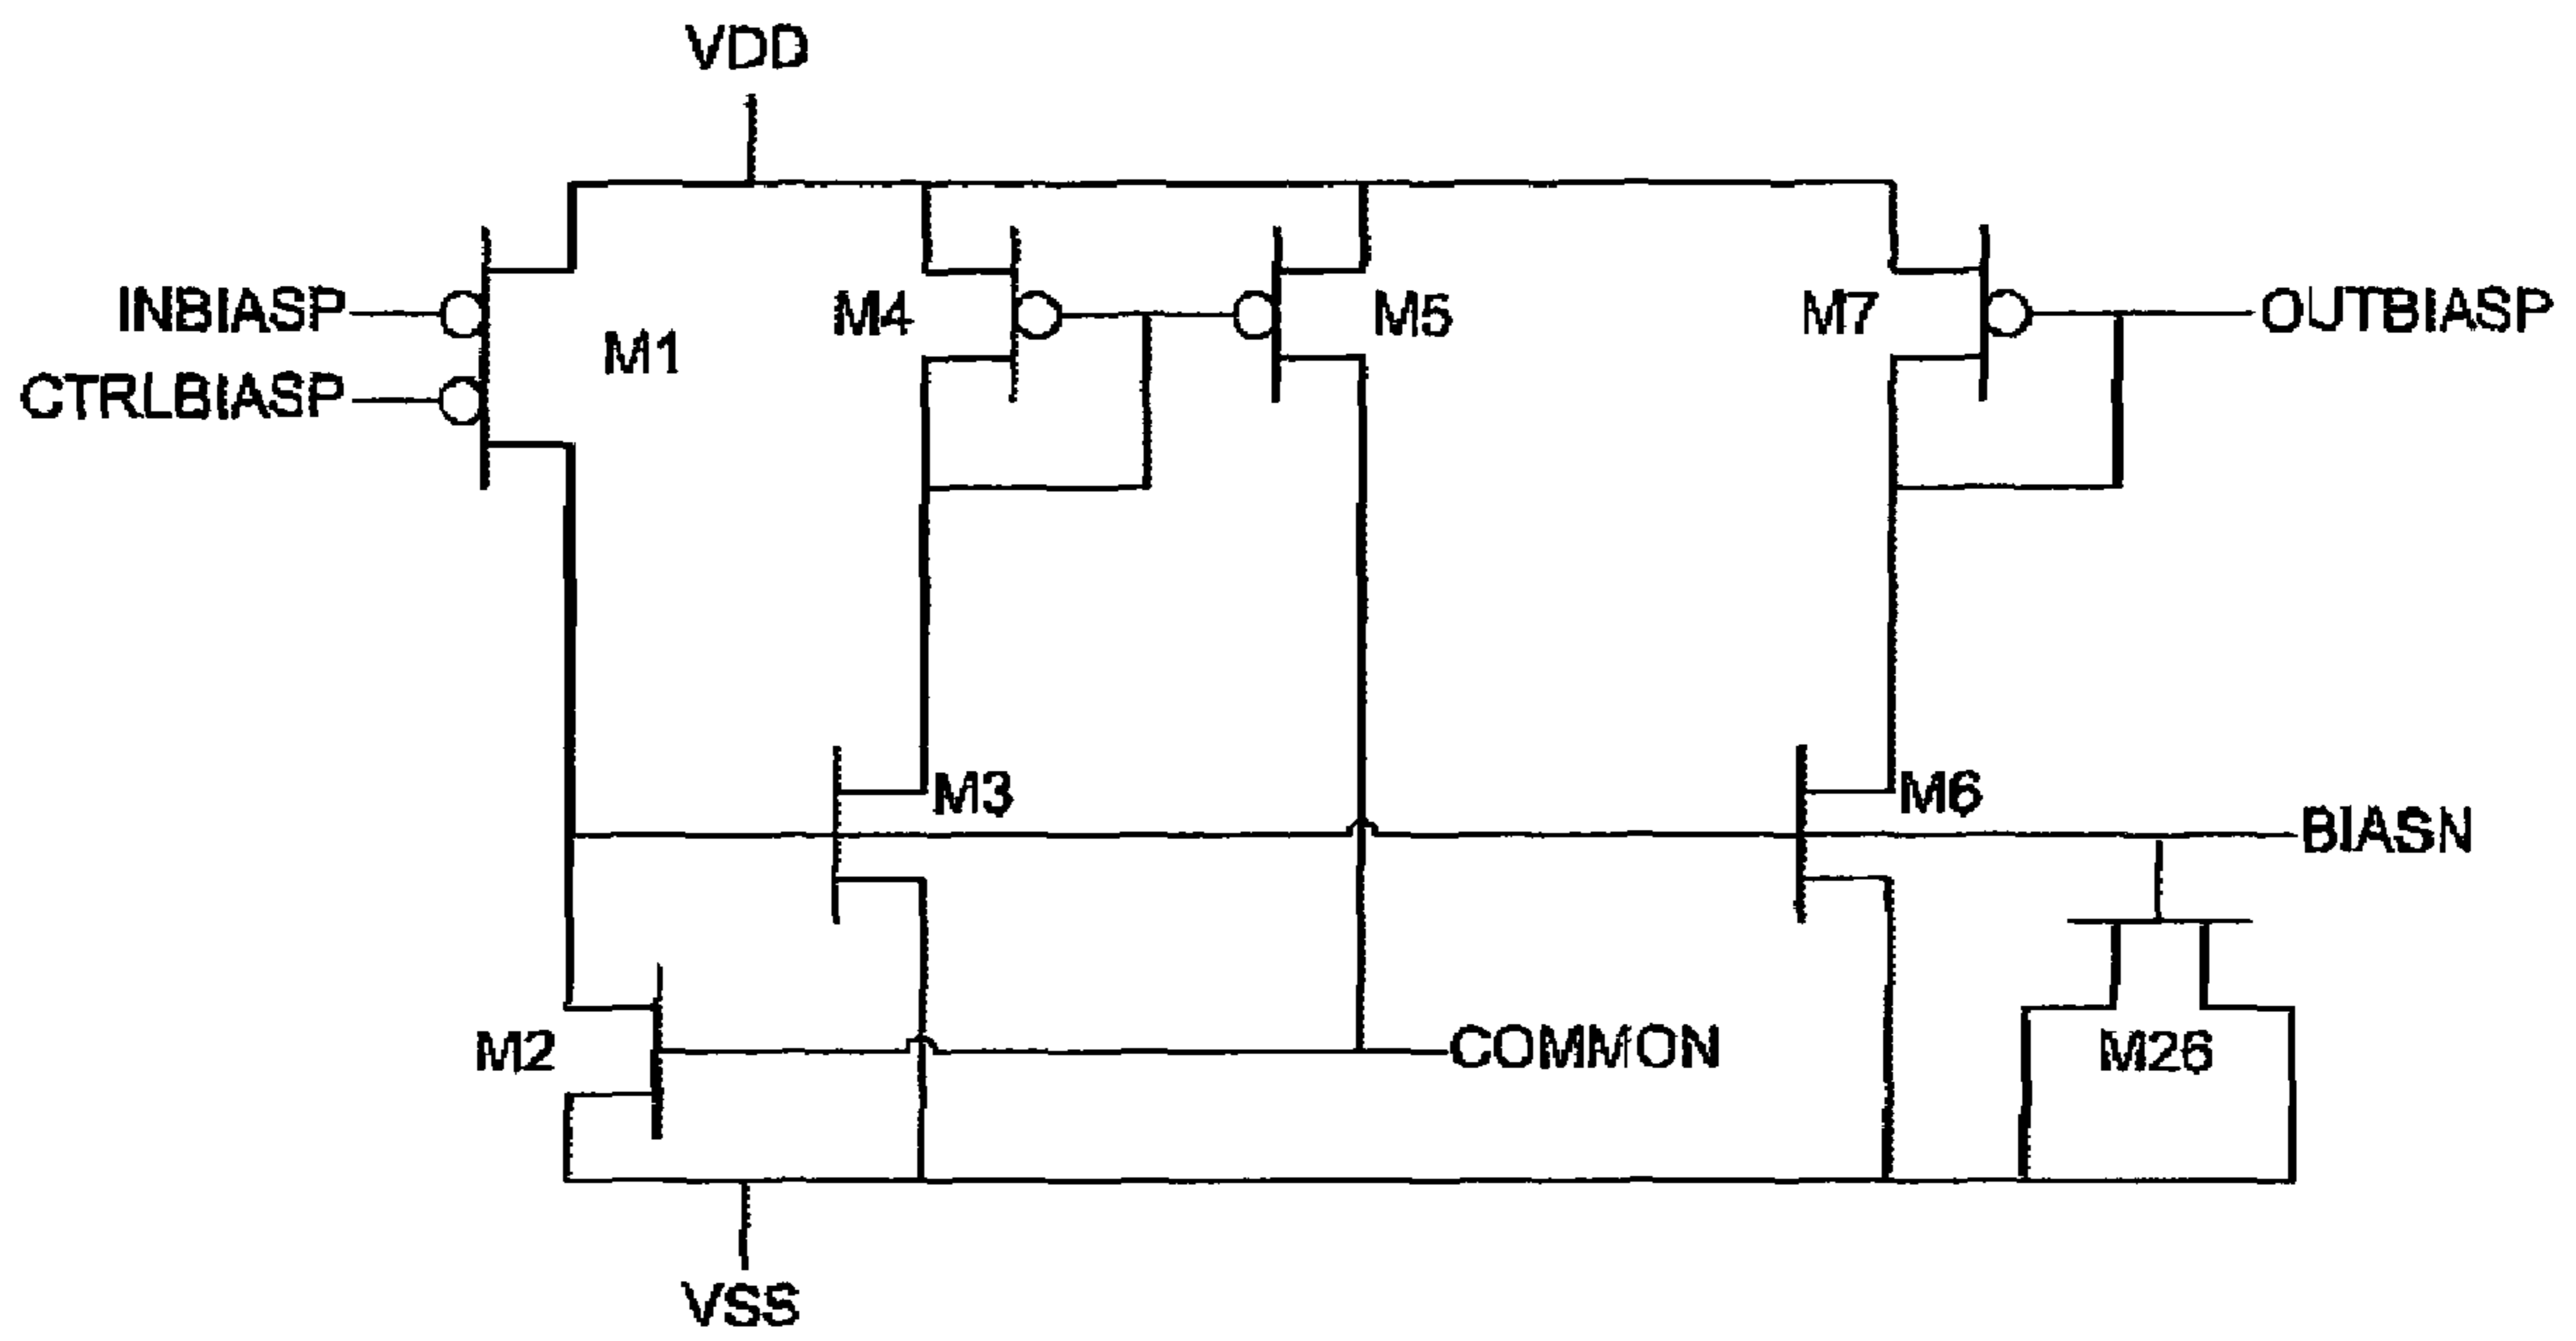 VDD
INBIASP
M4
M5
M7
OUTBIASP
M1
CTRLBIASP
M3
M6
BIASN
M2
COMMON
M26
VSS